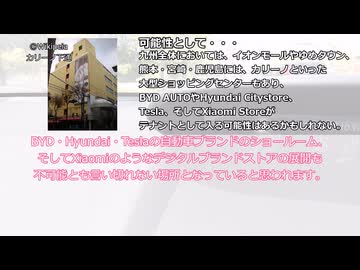 @Wikipeia
カリーノ下通
可能性として・・・
九州全体においては、イオンモールやゆめタウン、
熊本・宮崎・鹿児島には、カリーノといった
大型ショッピングセンターもあり、
BYD AUTOやHyundai Citystore、
Tesla、そしてXiaomi Storeが
テナントとして入る可能性はあるかもしれない。
BYD・Hyundai・Teslaの自動車ブランドのショールーム、
そしてXiaomiのようなデジタルブランドストアの展開も
不可能とも言い切れない場所となっていると思われます。